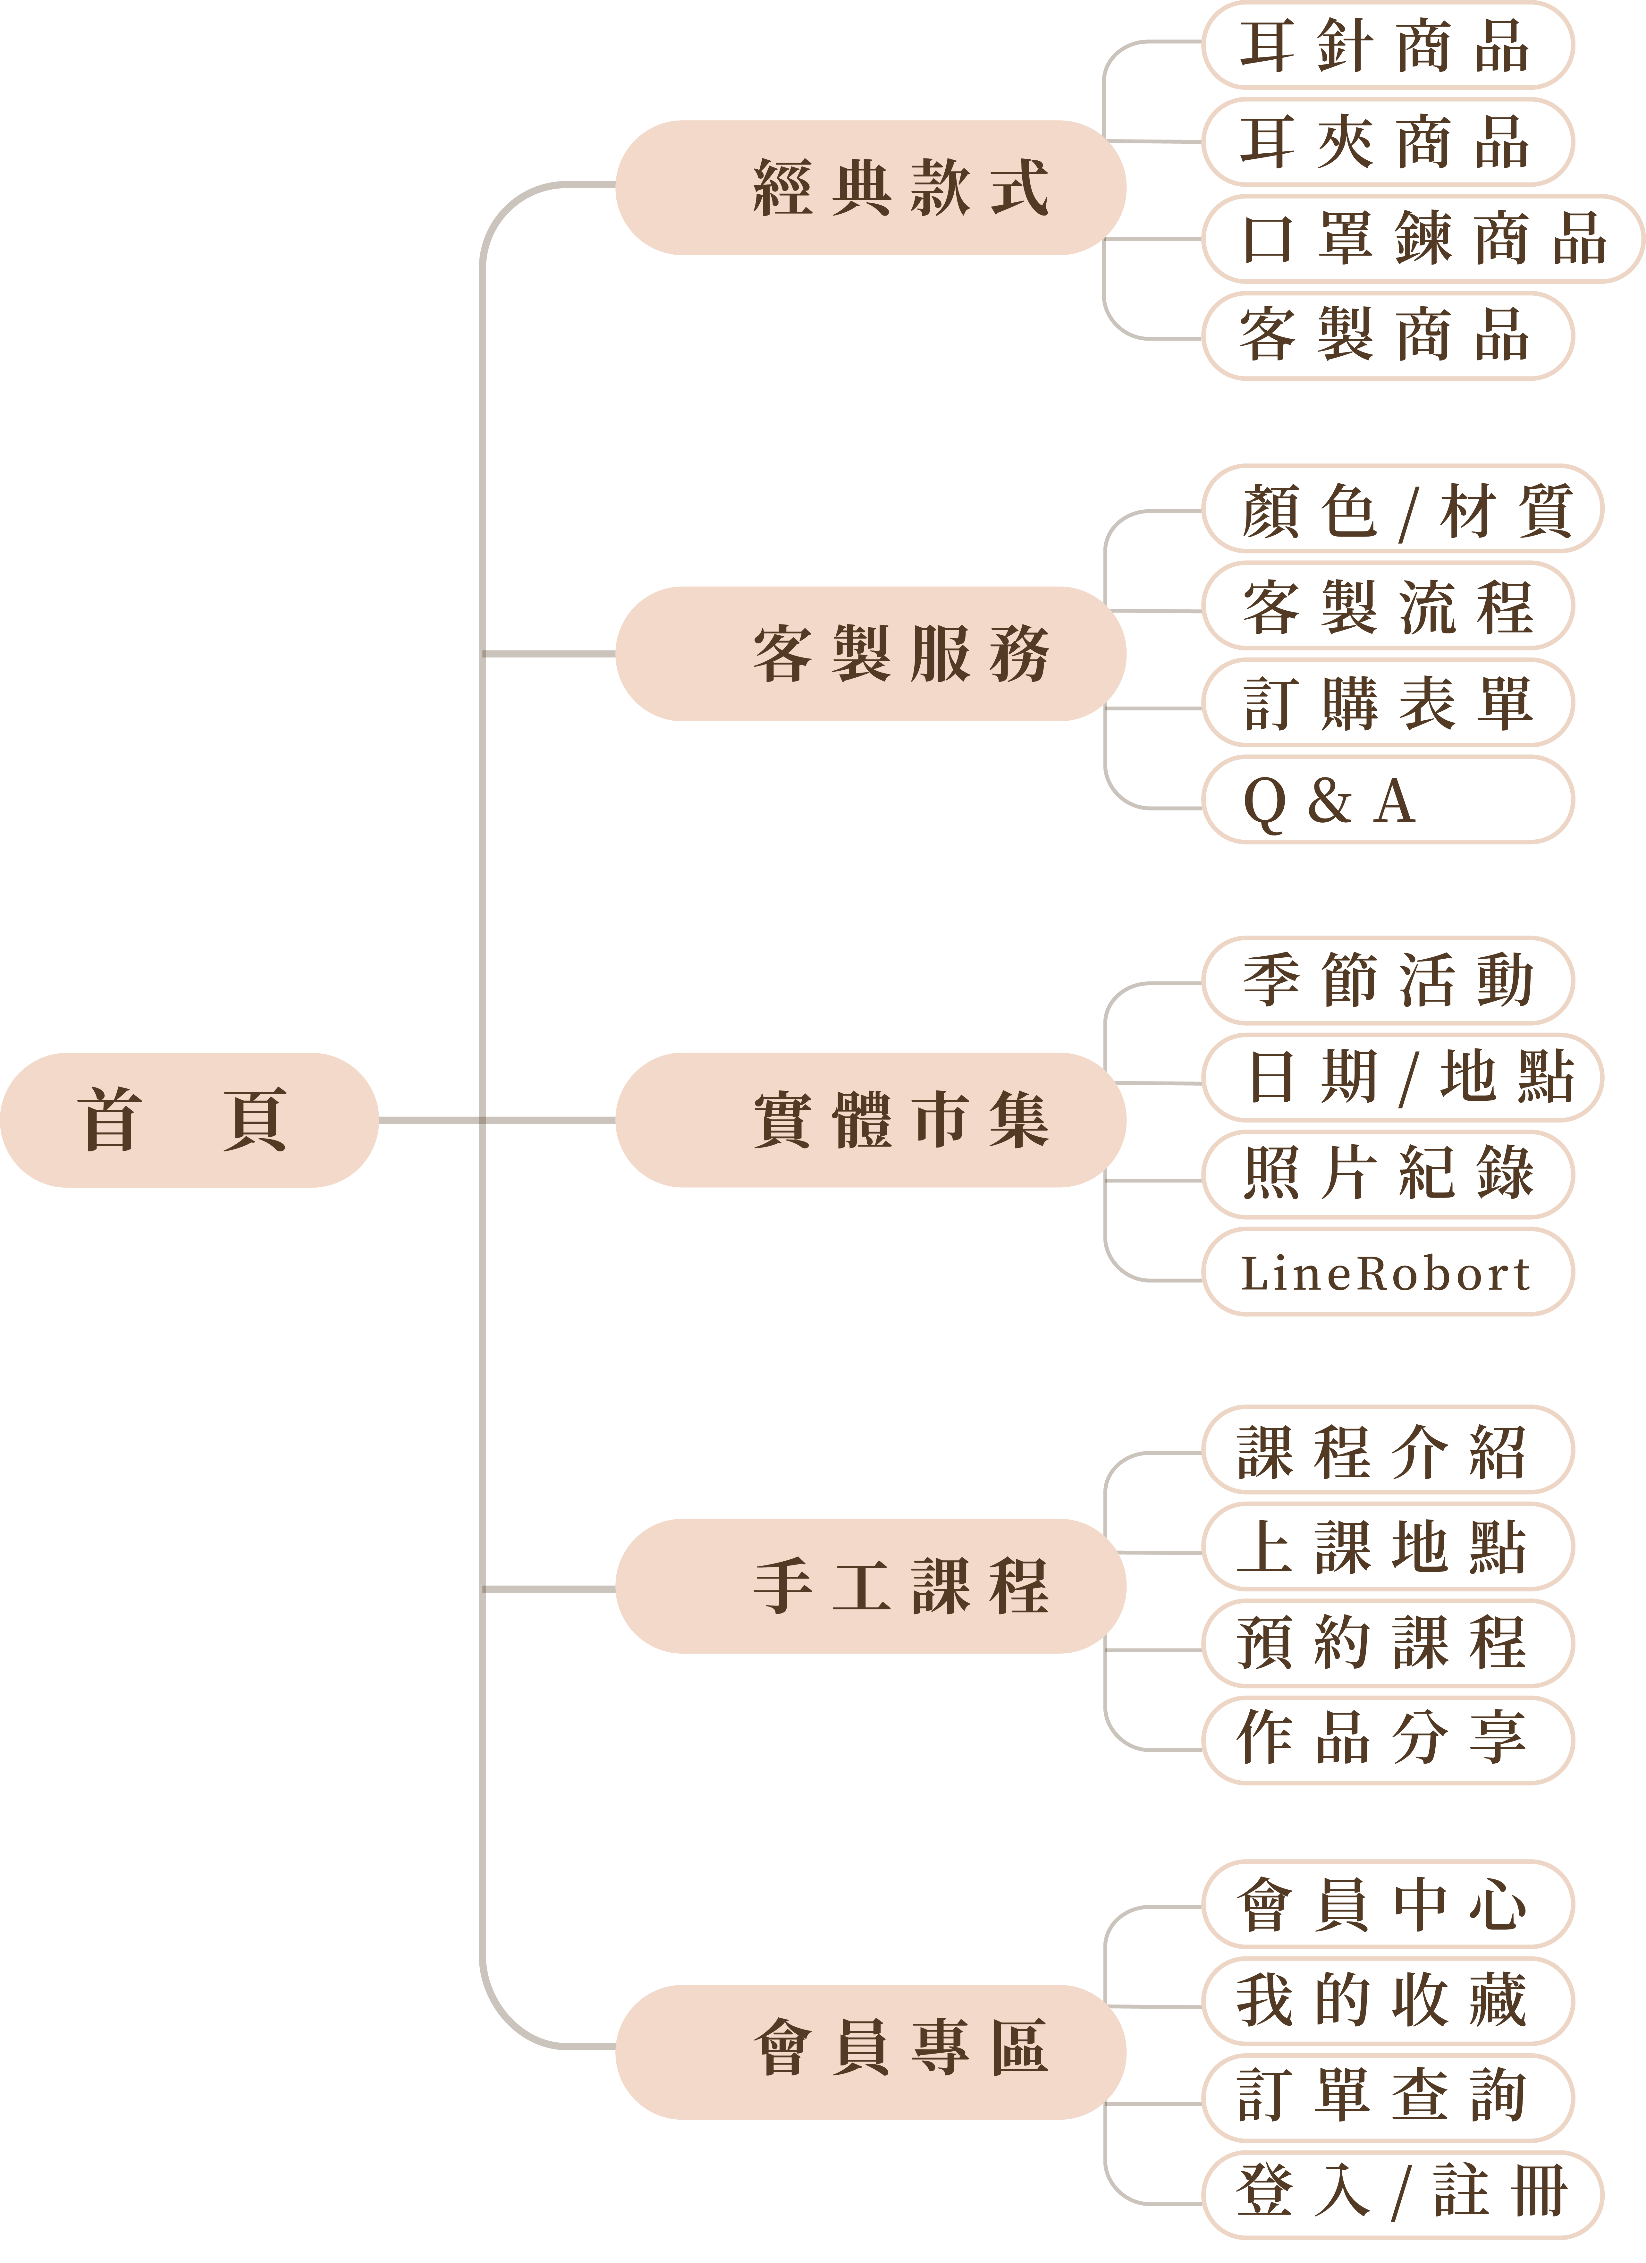 首頁
經典款式
耳針商品
耳夾商品
口罩鍊商品
客製商品
客製服務
顏色/材質
客製流程
訂購表單
Q & A
實體市集
季節活動
日期/地點
照片紀錄
LineRobort
手工課程
課程介紹
上課地點
預約課程
作品分享
會員專區
會員中心
我的收藏
訂單查詢
登入/註冊